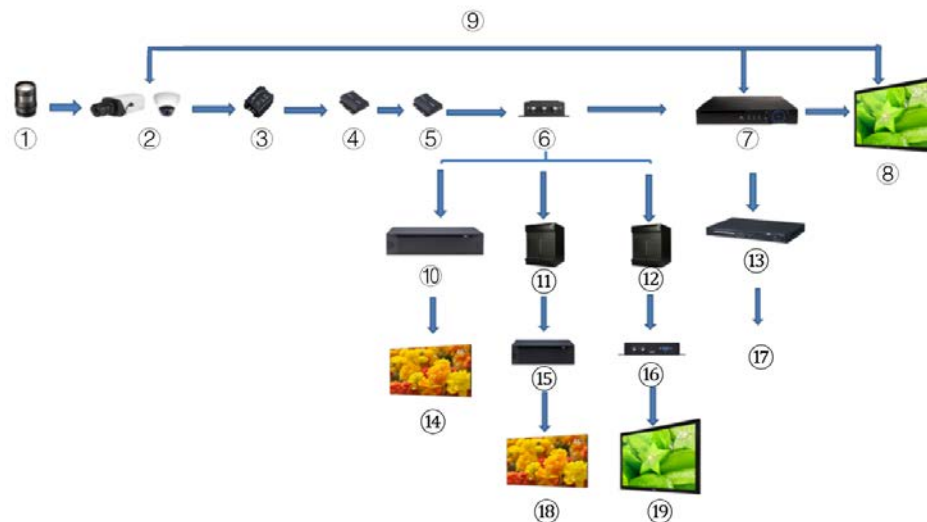 ⑨
① ② ③ ④ ⑤ ⑥ ⑦ ⑧
⑩ ⑪ ⑫ ⑬
⑭ ⑮ ⑯ ⑰
⑱ ⑲